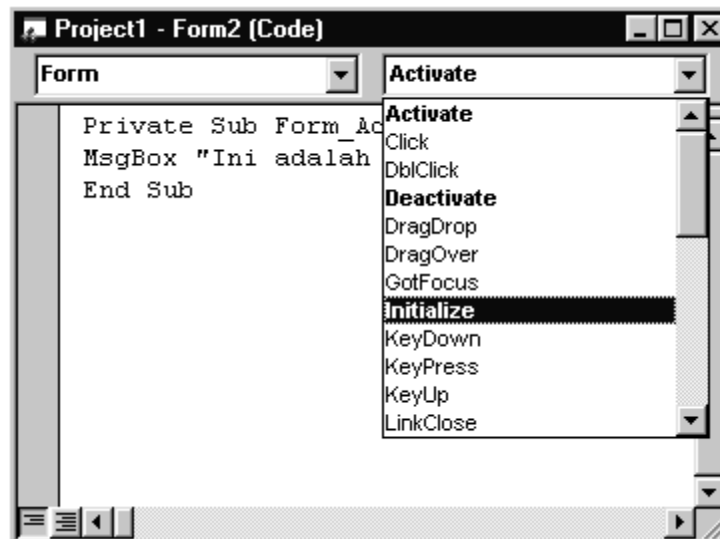 Project1 - Form2 (Code)
Form
Activate
Private Sub Form_Ac
MsgBox "Ini adalah
End Sub
Activate
Click
DblClick
Deactivate
DragDrop
DragOver
GotFocus
Initialize
KeyDown
KeyPress
KeyUp
LinkClose